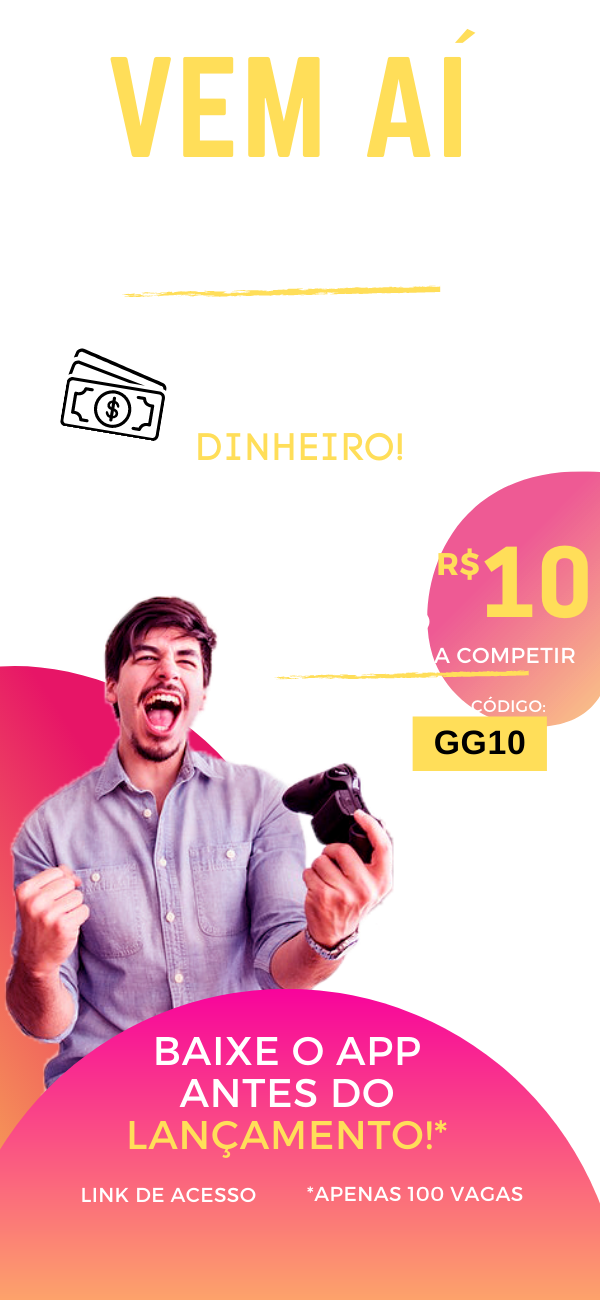 VEM AÍ
DINHEIRO!
R$10
A COMPETIR
CÓDIGO:
GG10
BAIXE O APP
ANTES DO
LANÇAMENTO!*
LINK DE ACESSO
*APENAS 100 VAGAS